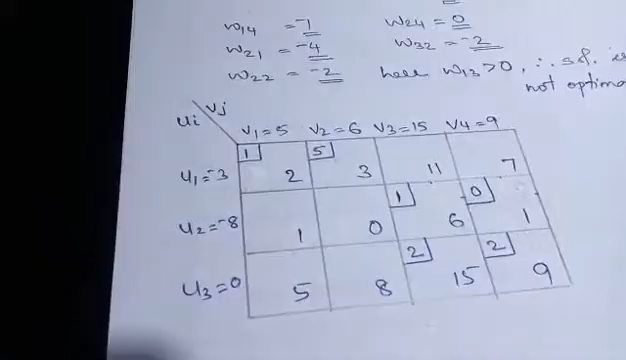 w14 = -1 w24 = 0
w21 = -4 w32 = -2
w22 = -2 here w13 > 0, ∴ sol. is
not optima
ui vj
v1=5 v2=6 v3=15 v4=9
u1=-3 1 2 5 3 11 7
u2=-8 1 0 1 6 0 1
u3=0 5 8 2 15 2 9